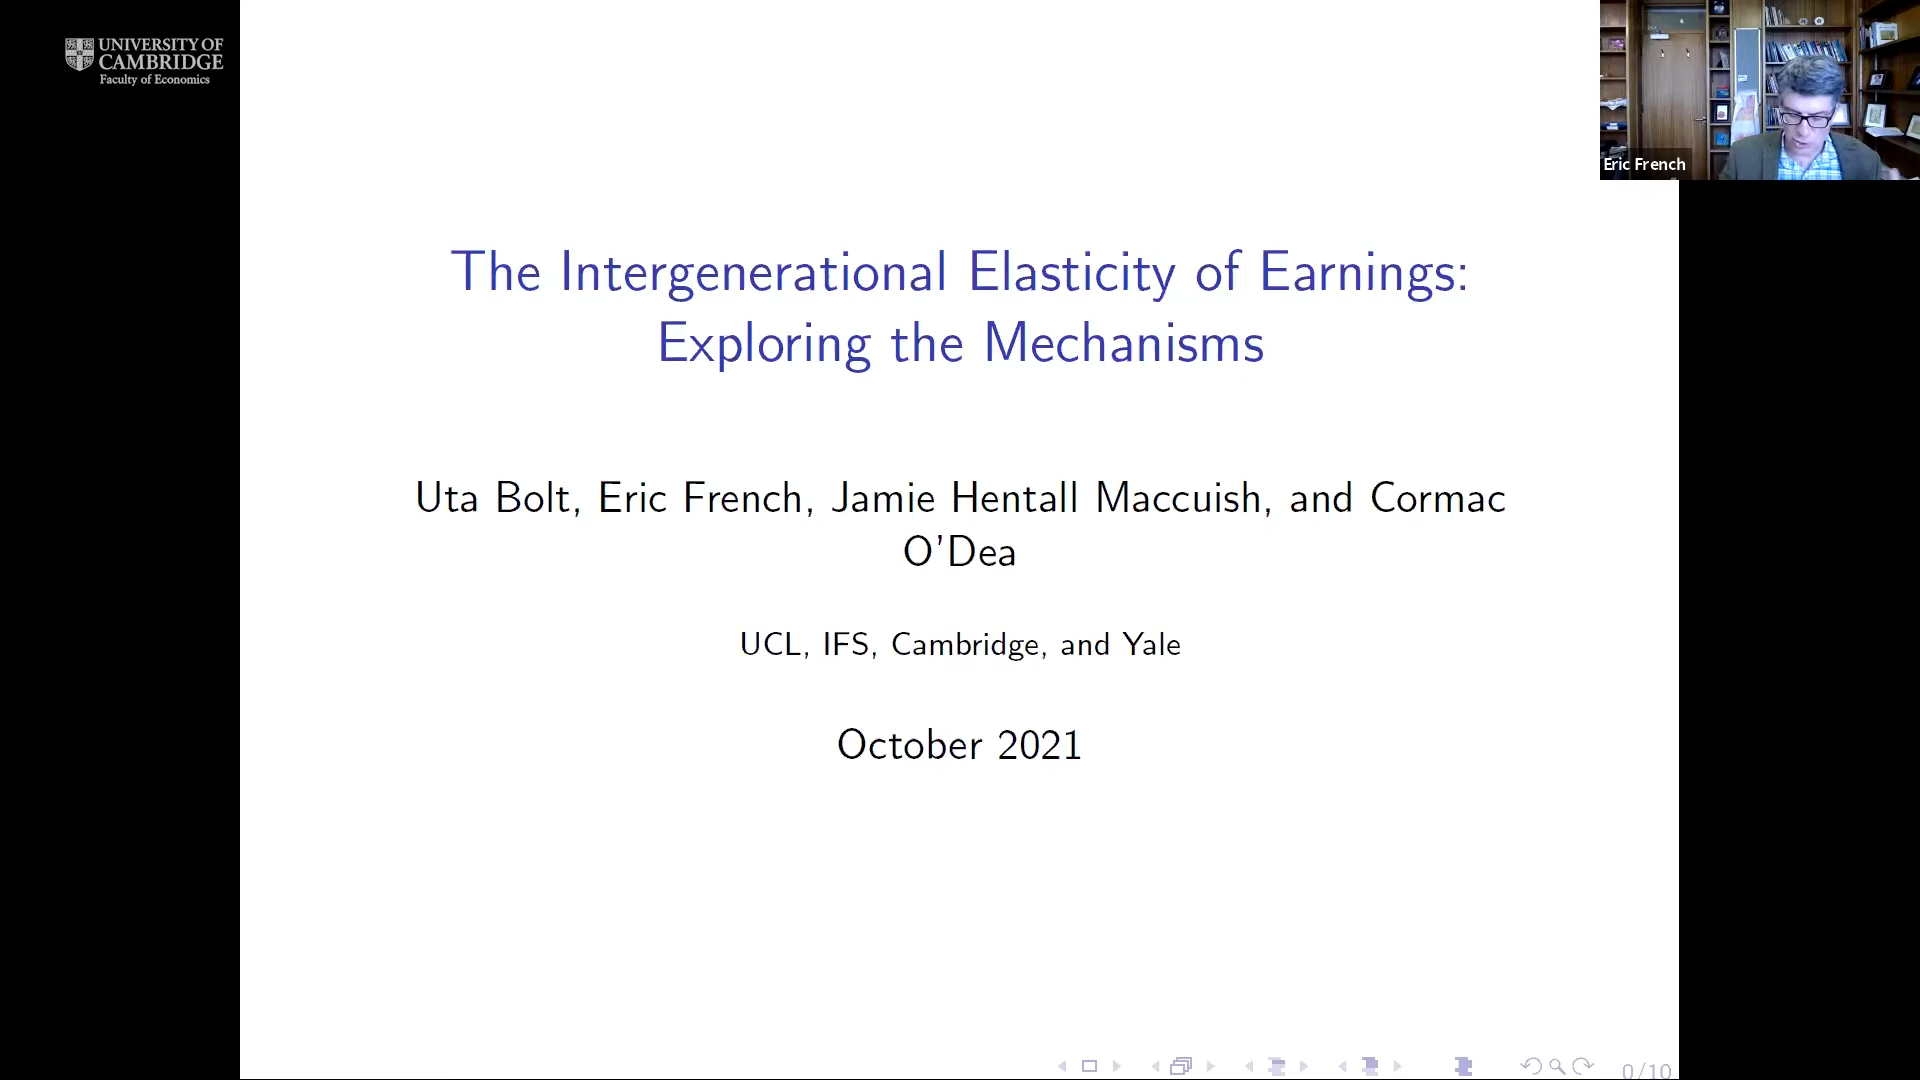 UNIVERSITY OF
CAMBRIDGE
Faculty of Economics
Eric French
The Intergenerational Elasticity of Earnings:
Exploring the Mechanisms
Uta Bolt, Eric French, Jamie Hentall Maccuish, and Cormac
O'Dea
UCL, IFS, Cambridge, and Yale
October 2021
0/10